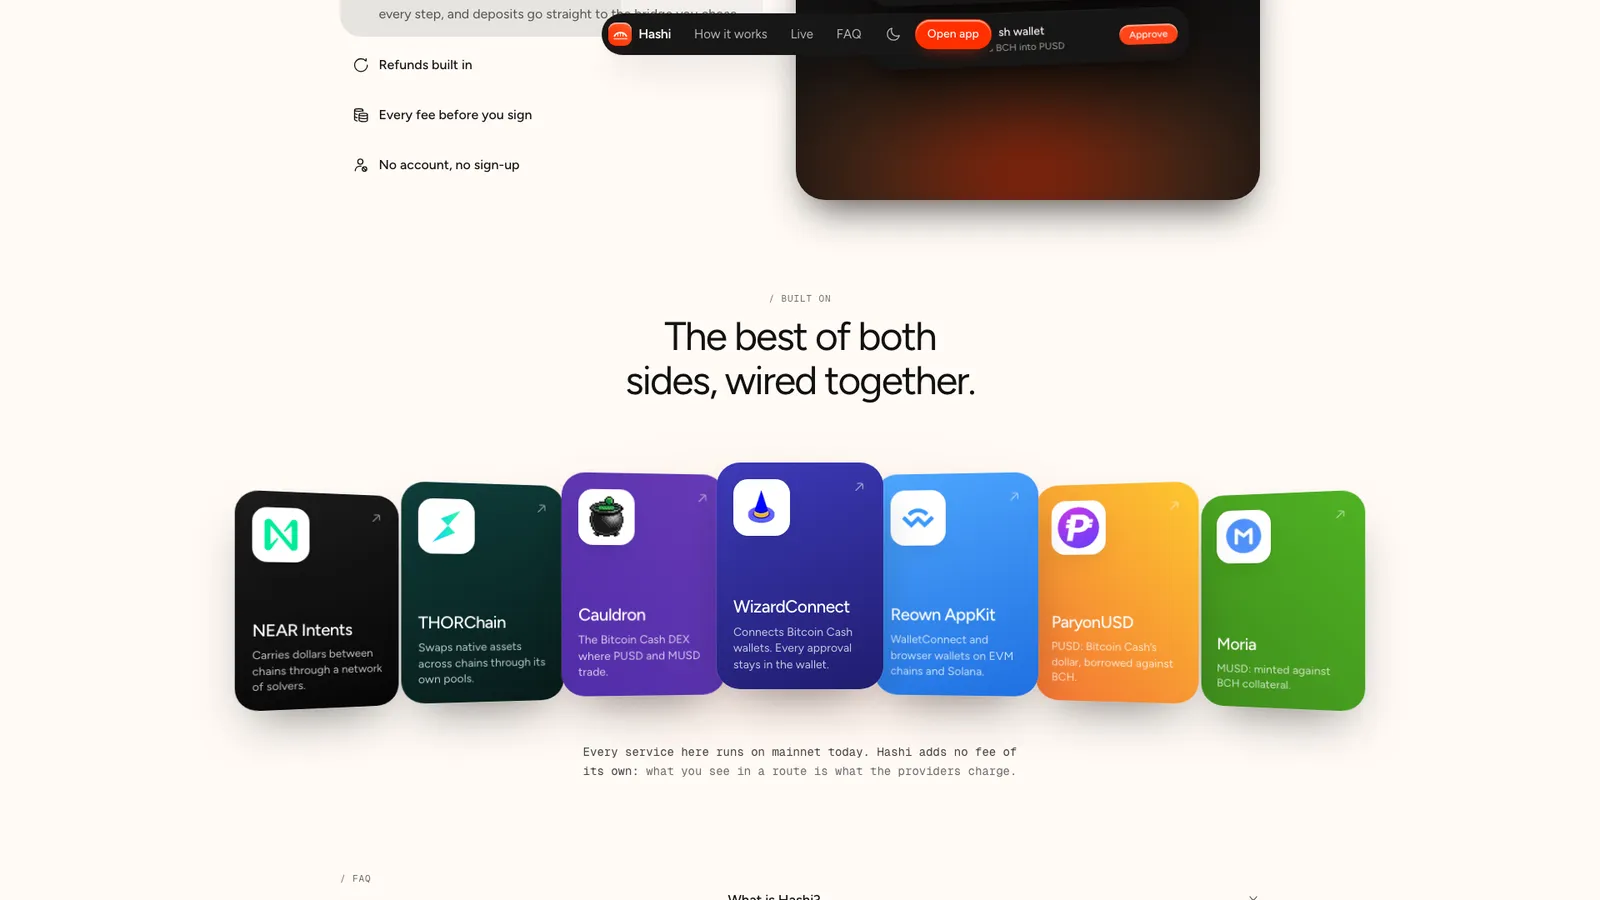 every step, and deposits go straight to the bridge you chose.
Hashi
How it works
Live
FAQ
Open app
sh wallet
BCH into PUSD
Approve
Refunds built in
Every fee before you sign
No account, no sign-up
/ BUILT ON
The best of both
sides, wired together.
NEAR Intents
Carries dollars between
chains through a network
of solvers.
THORChain
Swaps native assets
across chains through its
own pools.
Cauldron
The Bitcoin Cash DEX
where PUSD and MUSD
trade.
WizardConnect
Connects Bitcoin Cash
wallets. Every approval
stays in the wallet.
Reown AppKit
WalletConnect and
browser wallets on EVM
chains and Solana.
ParyonUSD
PUSD: Bitcoin Cash's
dollar, borrowed against
BCH.
Moria
MUSD: minted against
BCH collateral.
Every service here runs on mainnet today. Hashi adds no fee of
its own: what you see in a route is what the providers charge.
/ FAQ
What is Hashi?